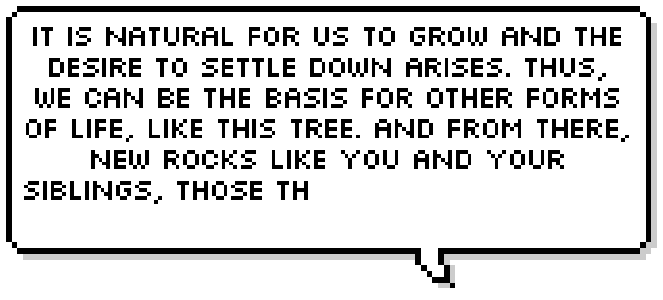 IT IS NATURAL FOR US TO GROW AND THE
DESIRE TO SETTLE DOWN ARISES. THUS,
WE CAN BE THE BASIS FOR OTHER FORMS
OF LIFE, LIKE THIS TREE. AND FROM THERE,
NEW ROCKS LIKE YOU AND YOUR
SIBLINGS, THOSE TH